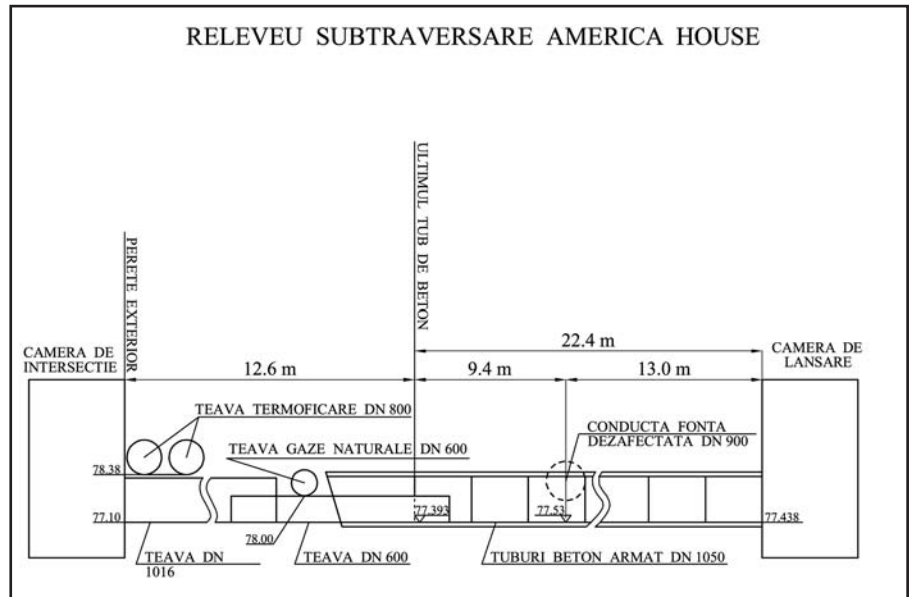 RELEVEU SUBTRAVERSARE AMERICA HOUSE
PERETE EXTERIOR
ULTIMUL TUB DE BETON
CAMERA DE
INTERSECTIE
22.4 m
CAMERA DE
LANSARE
12.6 m
9.4 m
13.0 m
TEAVA TERMOFICARE DN 800
TEAVA GAZE NATURALE DN 600
CONDUCTA FONTA
DEZAFECTATA DN 900
78.38
77.10
77.393
77.53
77.438
78.00
TEAVA DN
1016
TEAVA DN 600
TUBURI BETON ARMAT DN 1050